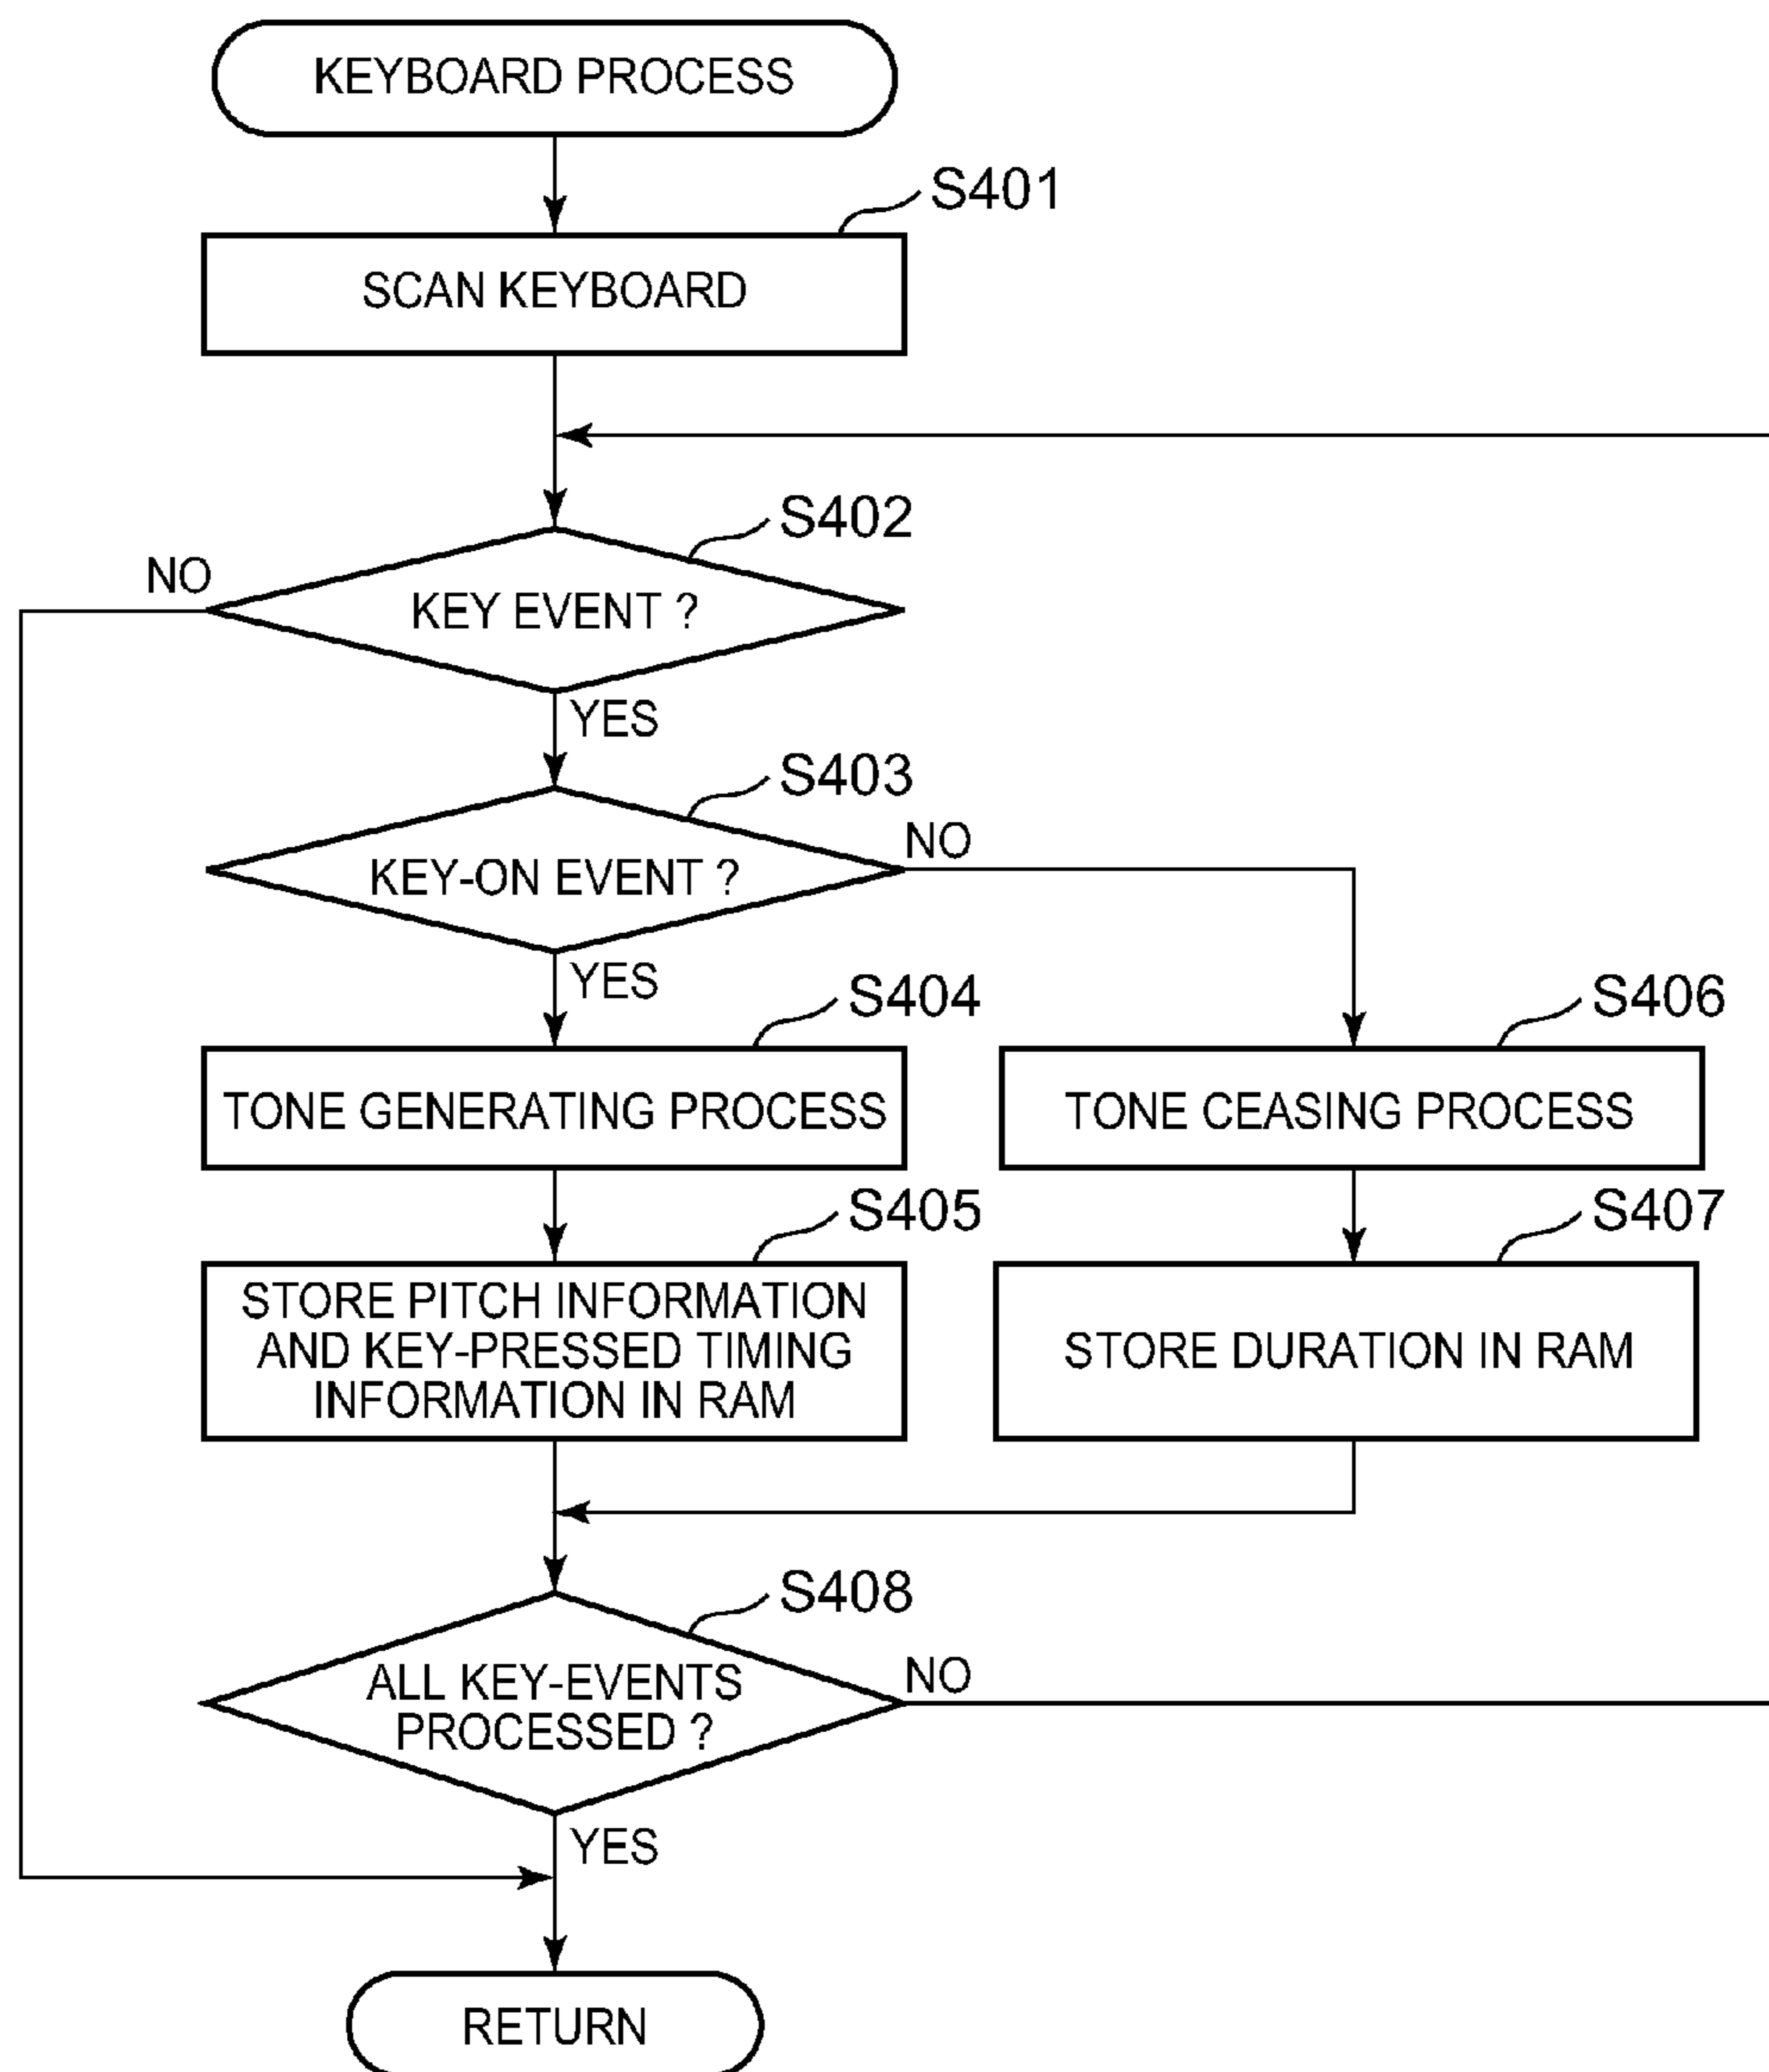 KEYBOARD PROCESS
S401
SCAN KEYBOARD
S402
NO
KEY EVENT ?
YES
S403
NO
KEY-ON EVENT ?
YES
S404
S406
TONE GENERATING PROCESS
TONE CEASING PROCESS
S405
S407
STORE PITCH INFORMATION
AND KEY-PRESSED TIMING
INFORMATION IN RAM
STORE DURATION IN RAM
S408
NO
ALL KEY-EVENTS
PROCESSED ?
YES
RETURN